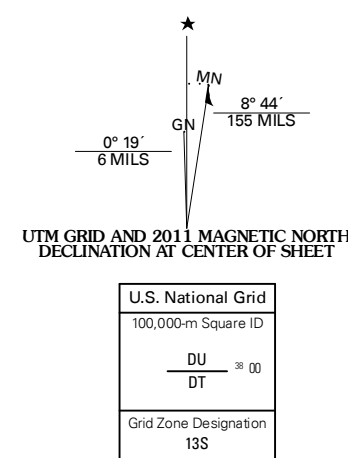 ★
MN
8° 44´
155 MILS
GN
0° 19´
6 MILS
UTM GRID AND 2011 MAGNETIC NORTH
DECLINATION AT CENTER OF SHEET
U.S. National Grid
100,000-m Square ID
DU
38 00
DT
Grid Zone Designation
13S